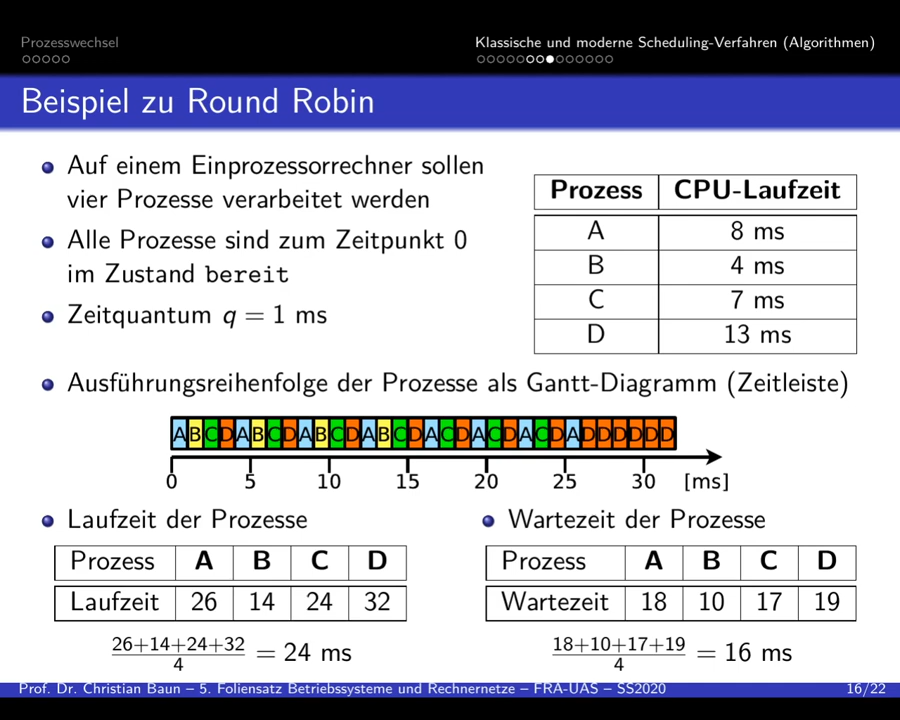 Prozesswechsel
Klassische und moderne Scheduling-Verfahren (Algorithmen)
Beispiel zu Round Robin
Auf einem Einprozessorrechner sollen
vier Prozesse verarbeitet werden
Alle Prozesse sind zum Zeitpunkt 0
im Zustand bereit
Zeitquantum q = 1 ms
Prozess CPU-Laufzeit
A 8 ms
B 4 ms
C 7 ms
D 13 ms
Ausführungsreihenfolge der Prozesse als Gantt-Diagramm (Zeitleiste)
ABCDABCDABCDABCDACDACDACDADDDDDD
0 5 10 15 20 25 30 [ms]
Laufzeit der Prozesse
Prozess A B C D
Laufzeit 26 14 24 32
26+14+24+32
4
= 24 ms
Wartezeit der Prozesse
Prozess A B C D
Wartezeit 18 10 17 19
18+10+17+19
4
= 16 ms
Prof. Dr. Christian Baun – 5. Foliensatz Betriebssysteme und Rechnernetze – FRA-UAS – SS2020
16/22